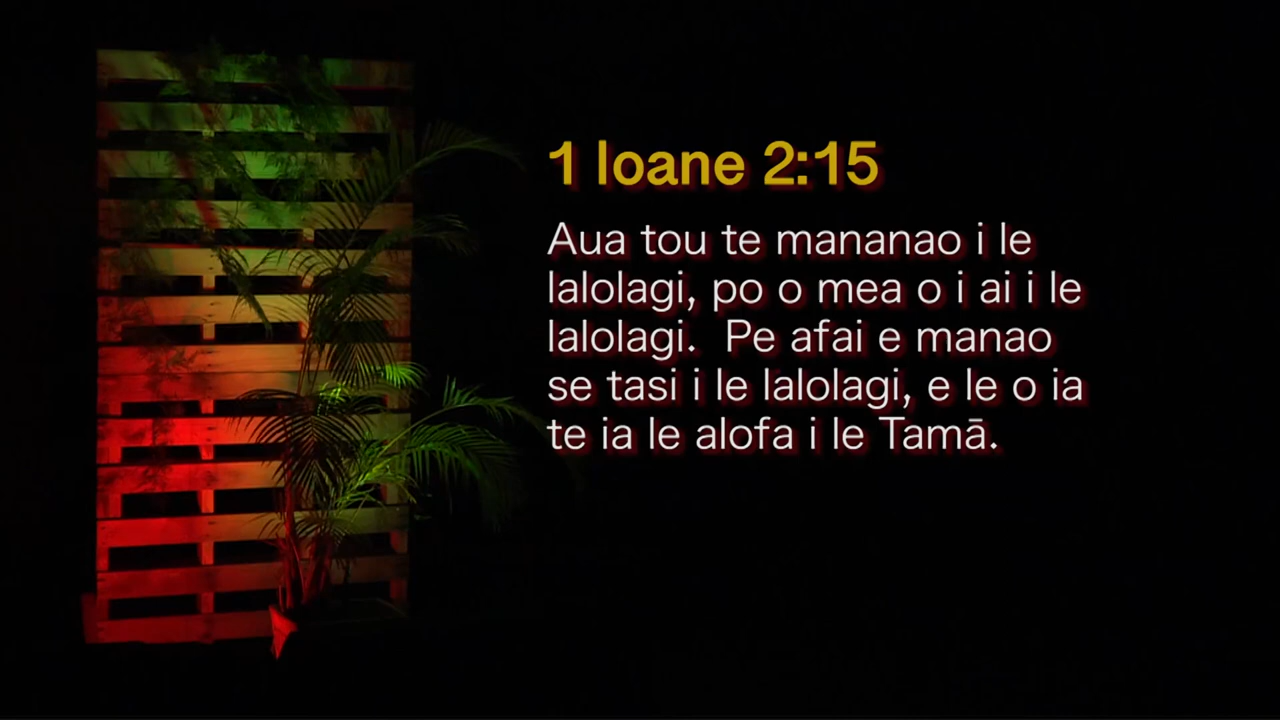 1 Ioane 2:15
Aua tou te mananao i le
lalolagi, po o mea o i ai i le
lalolagi.  Pe afai e manao
se tasi i le lalolagi, e le o ia
te ia le alofa i le Tamā.